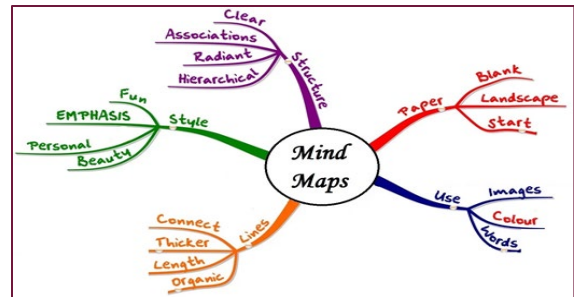 Mind
Maps
Structure
Clear
Associations
Radiant
Hierarchical
Paper
Blank
Landscape
Start
Use
Images
Colour
Words
Lines
Connect
Thicker
Length
Organic
Style
Fun
EMPHASIS
Personal
Beauty